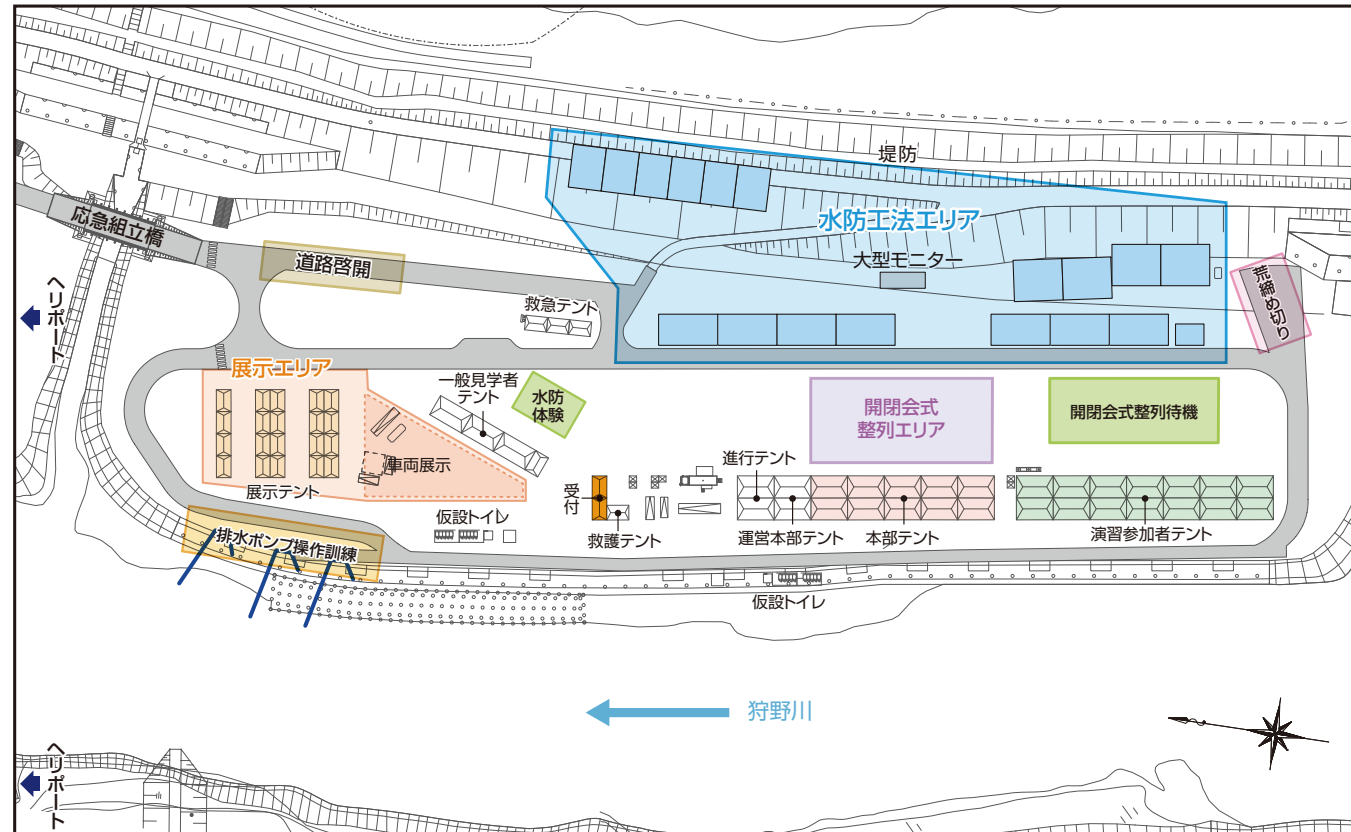 堤防
水防工法エリア
大型モニター
応急組立橋
道路啓開
救急テント
荒締め切り
ヘリポート
展示エリア
一般見学者
テント
水防
体験
開閉会式
整列エリア
開閉会式整列待機
車両展示
展示テント
進行テント
受付
仮設トイレ
救護テント
運営本部テント
本部テント
演習参加者テント
排水ポンプ操作訓練
仮設トイレ
狩野川
ヘリポート